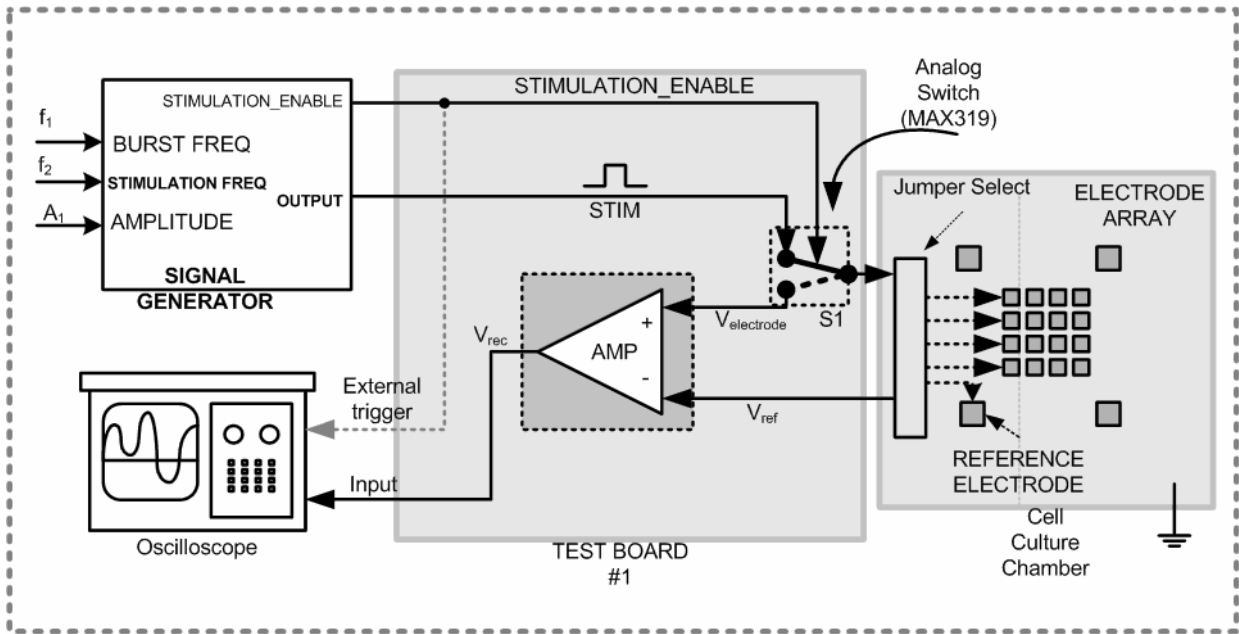 STIMULATION_ENABLE
f1
BURST FREQ
f2
STIMULATION FREQ
OUTPUT
A1
AMPLITUDE
SIGNAL
GENERATOR
STIMULATION_ENABLE
STIM
Analog
Switch
(MAX319)
S1
Jumper Select
ELECTRODE
ARRAY
Velectrode
+
AMP
-
Vrec
Vref
REFERENCE
ELECTRODE
External
trigger
Input
Oscilloscope
TEST BOARD
#1
Cell
Culture
Chamber